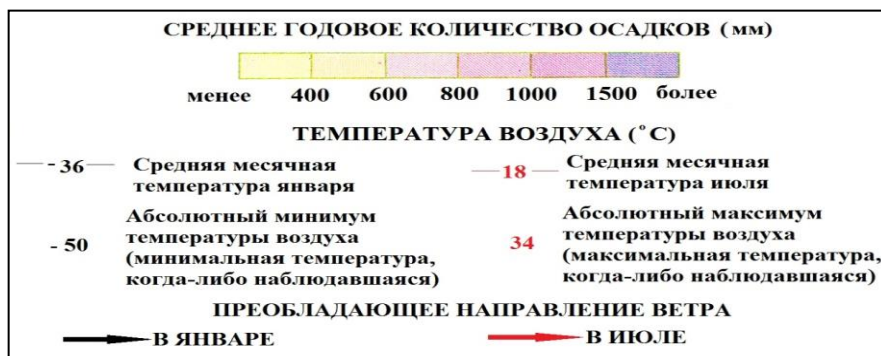 СРЕДНЕЕ ГОДОВОЕ КОЛИЧЕСТВО ОСАДКОВ (мм)
менее 400 600 800 1000 1500 более
ТЕМПЕРАТУРА ВОЗДУХА (°С)
-36 Средняя месячная
температура января
18 Средняя месячная
температура июля
- 50 Абсолютный минимум
температуры воздуха
(минимальная температура,
когда-либо наблюдавшаяся)
34 Абсолютный максимум
температуры воздуха
(максимальная температура,
когда-либо наблюдавшаяся)
ПРЕОБЛАДАЮЩЕЕ НАПРАВЛЕНИЕ ВЕТРА
В ЯНВАРЕ
В ИЮЛЕ